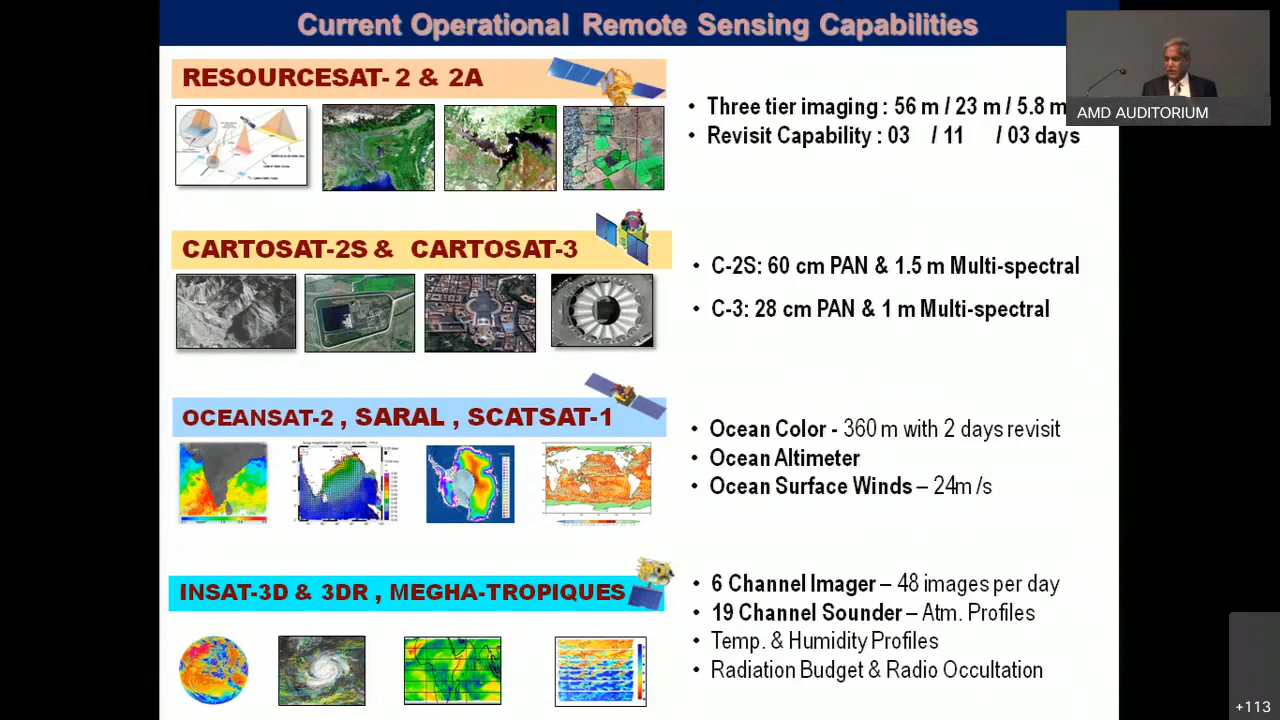 Current Operational Remote Sensing Capabilities
AMD AUDITORIUM
RESOURCESAT- 2 & 2A
• Three tier imaging : 56 m / 23 m / 5.8 m
• Revisit Capability : 03 / 11 / 03 days
CARTOSAT-2S & CARTOSAT-3
• C-2S: 60 cm PAN & 1.5 m Multi-spectral
• C-3: 28 cm PAN & 1 m Multi-spectral
OCEANSAT-2 , SARAL , SCATSAT-1
• Ocean Color - 360 m with 2 days revisit
• Ocean Altimeter
• Ocean Surface Winds – 24m /s
INSAT-3D & 3DR , MEGHA-TROPIQUES
• 6 Channel Imager – 48 images per day
• 19 Channel Sounder – Atm. Profiles
• Temp. & Humidity Profiles
• Radiation Budget & Radio Occultation
+113